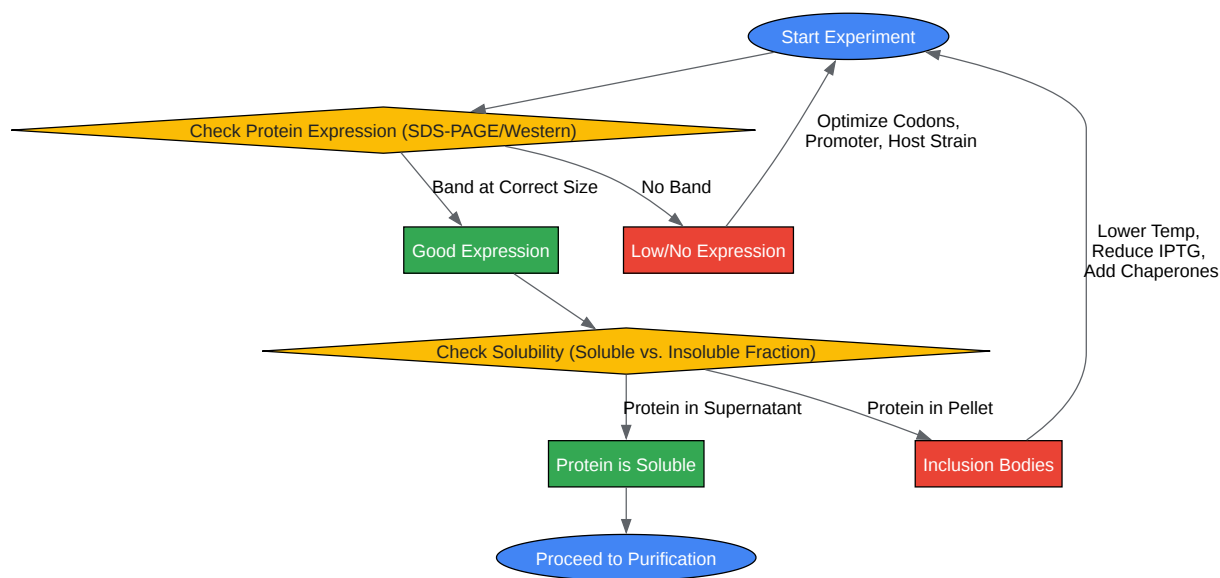 Start Experiment
Check Protein Expression (SDS-PAGE/Western)
Optimize Codons,
Promoter, Host Strain
Band at Correct Size
No Band
Good Expression
Low/No Expression
Lower Temp,
Reduce IPTG,
Add Chaperones
Check Solubility (Soluble vs. Insoluble Fraction)
Protein in Supernatant
Protein in Pellet
Protein is Soluble
Inclusion Bodies
Proceed to Purification